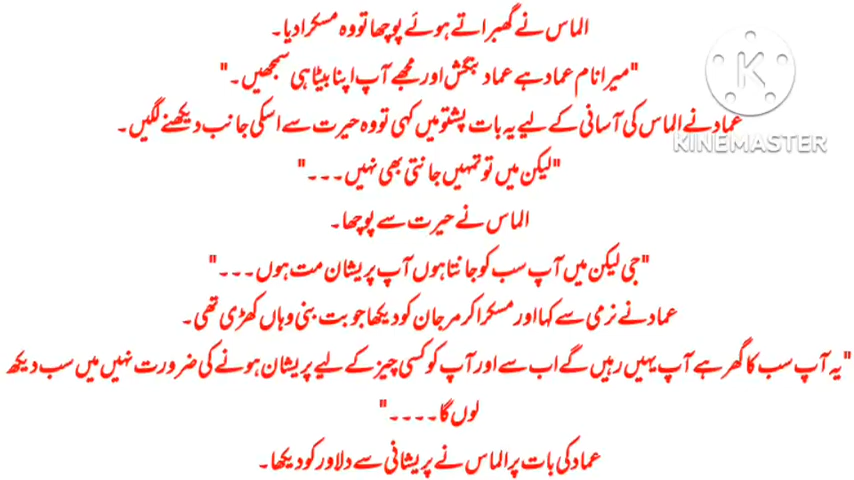 الماس نے گھبراتے ہوئے پوچھا تو وہ مسکرا دیا۔
"میرا نام عماد ہے عماد بنگش اور مجھے آپ اپنا بیٹا ہی سمجھیں۔"
عماد نے الماس کی آسانی کے لیے یہ بات پشتو میں کہی تو وہ حیرت سے اسکی جانب دیکھنے لگیں۔
KINEMASTER
"لیکن میں تو تمہیں جانتی بھی نہیں۔۔۔"
الماس نے حیرت سے پوچھا۔
"جی لیکن میں آپ سب کو جانتا ہوں آپ پریشان مت ہوں۔۔۔"
عماد نے نرمی سے کہا اور مسکرا کر مرجان کو دیکھا جو بت بنی وہاں کھڑی تھی۔
"یہ آپ سب کا گھر ہے آپ یہیں رہیں گے اب سے اور آپ کو کسی چیز کے لیے پریشان ہونے کی ضرورت نہیں میں سب دیکھ
لوں گا۔۔۔۔"
عماد کی بات پر الماس نے پریشانی سے دلاور کو دیکھا۔